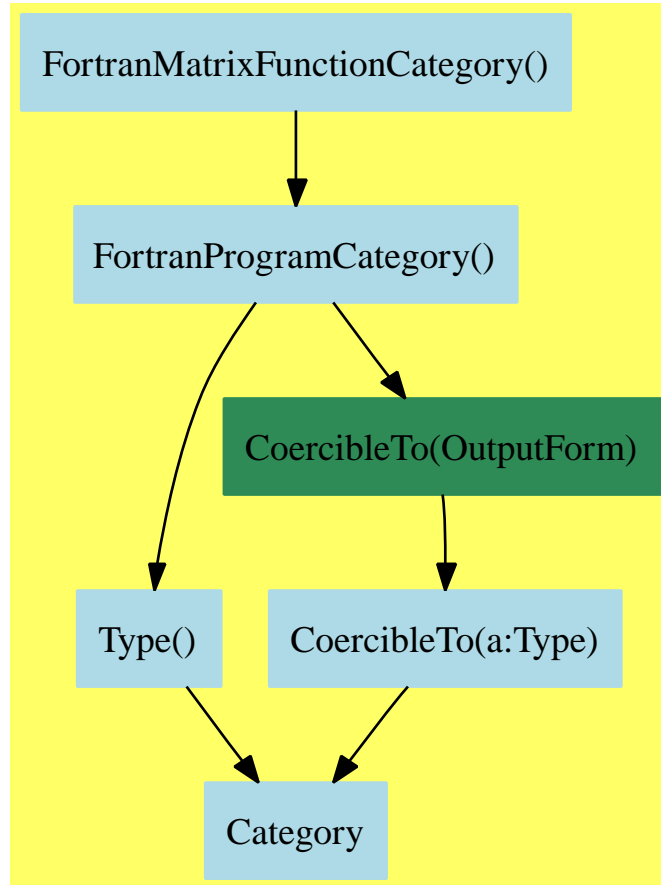 FortranMatrixFunctionCategory()
FortranProgramCategory()
CoercibleTo(OutputForm)
Type()
CoercibleTo(a:Type)
Category